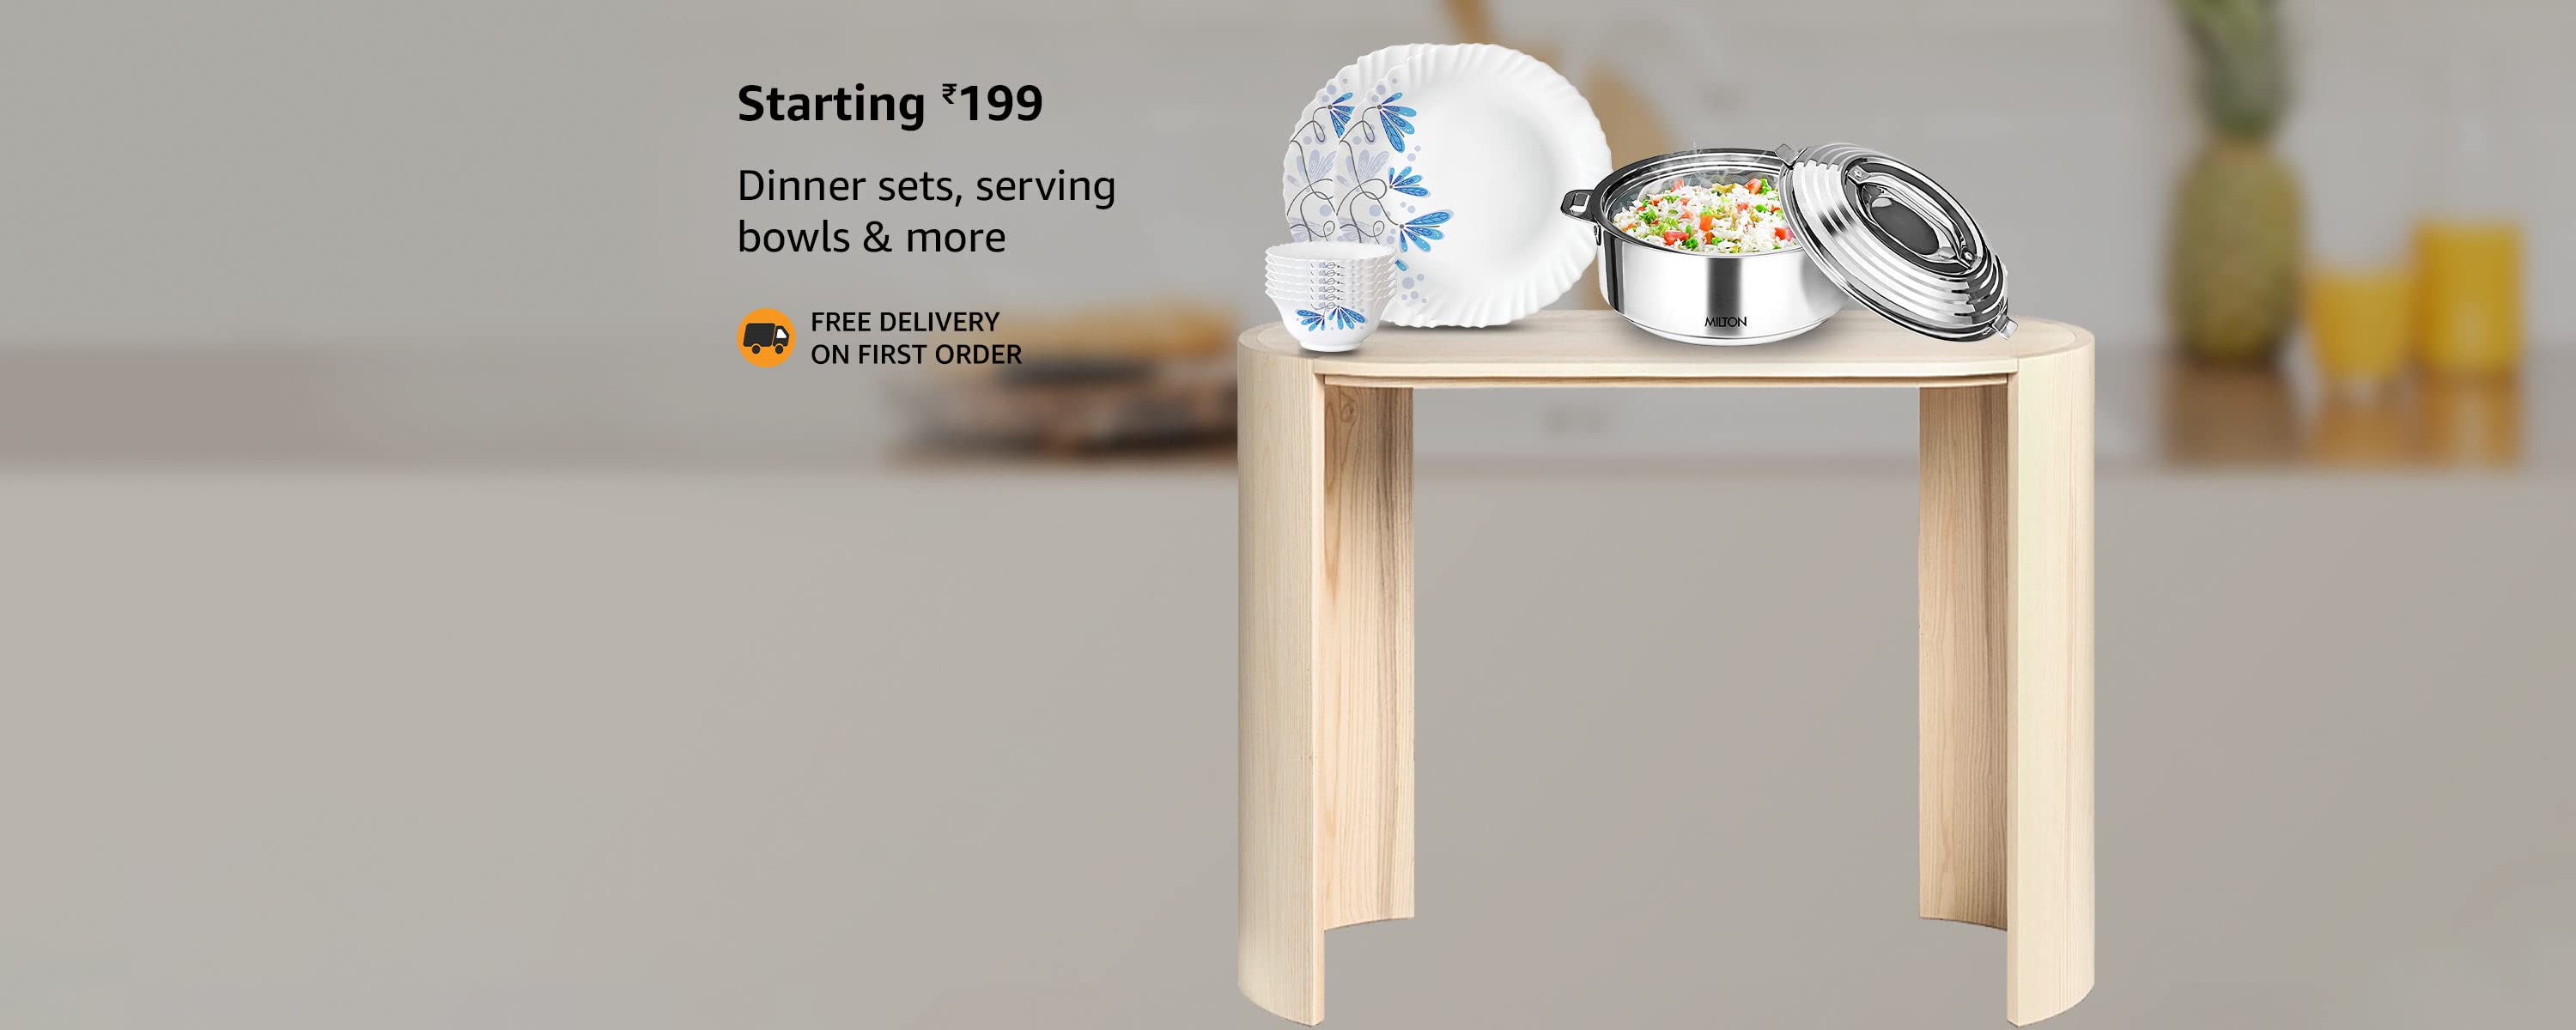 Starting ₹199
Dinner sets, serving
bowls & more
FREE DELIVERY
ON FIRST ORDER
MILTON